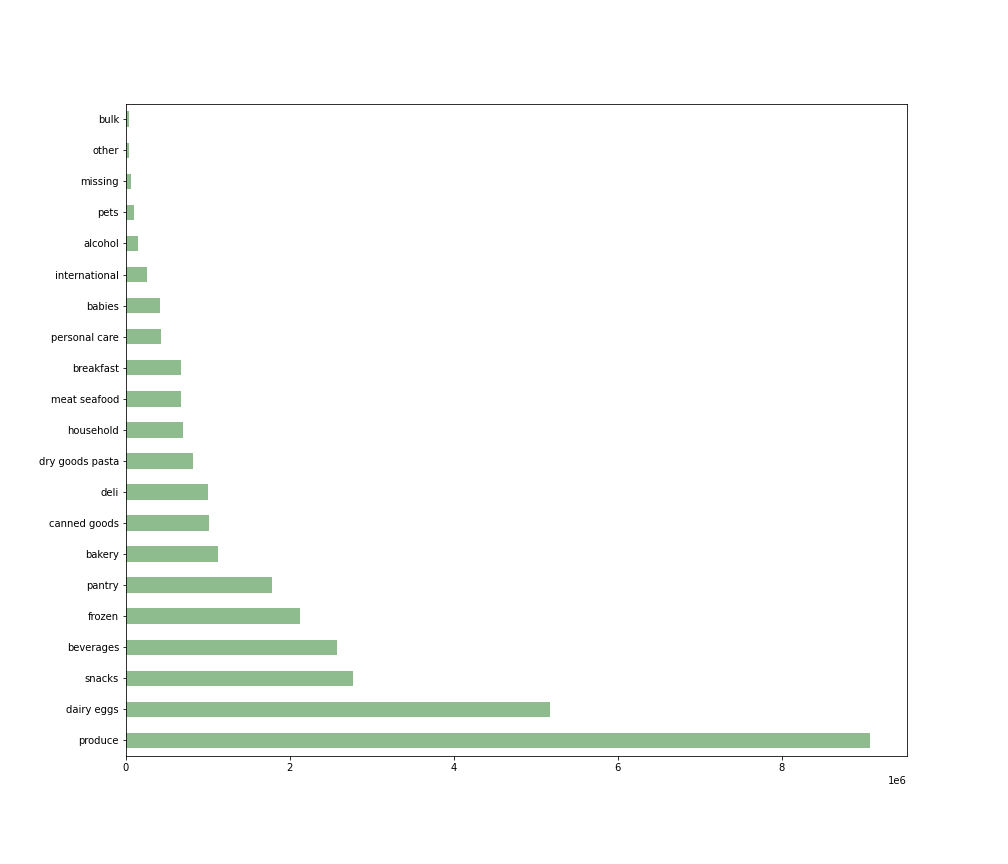 bulk
other
missing
pets
alcohol
international
babies
personal care
breakfast
meat seafood
household
dry goods pasta
deli
canned goods
bakery
pantry
frozen
beverages
snacks
dairy eggs
produce
0 2 4 6 8
1e6